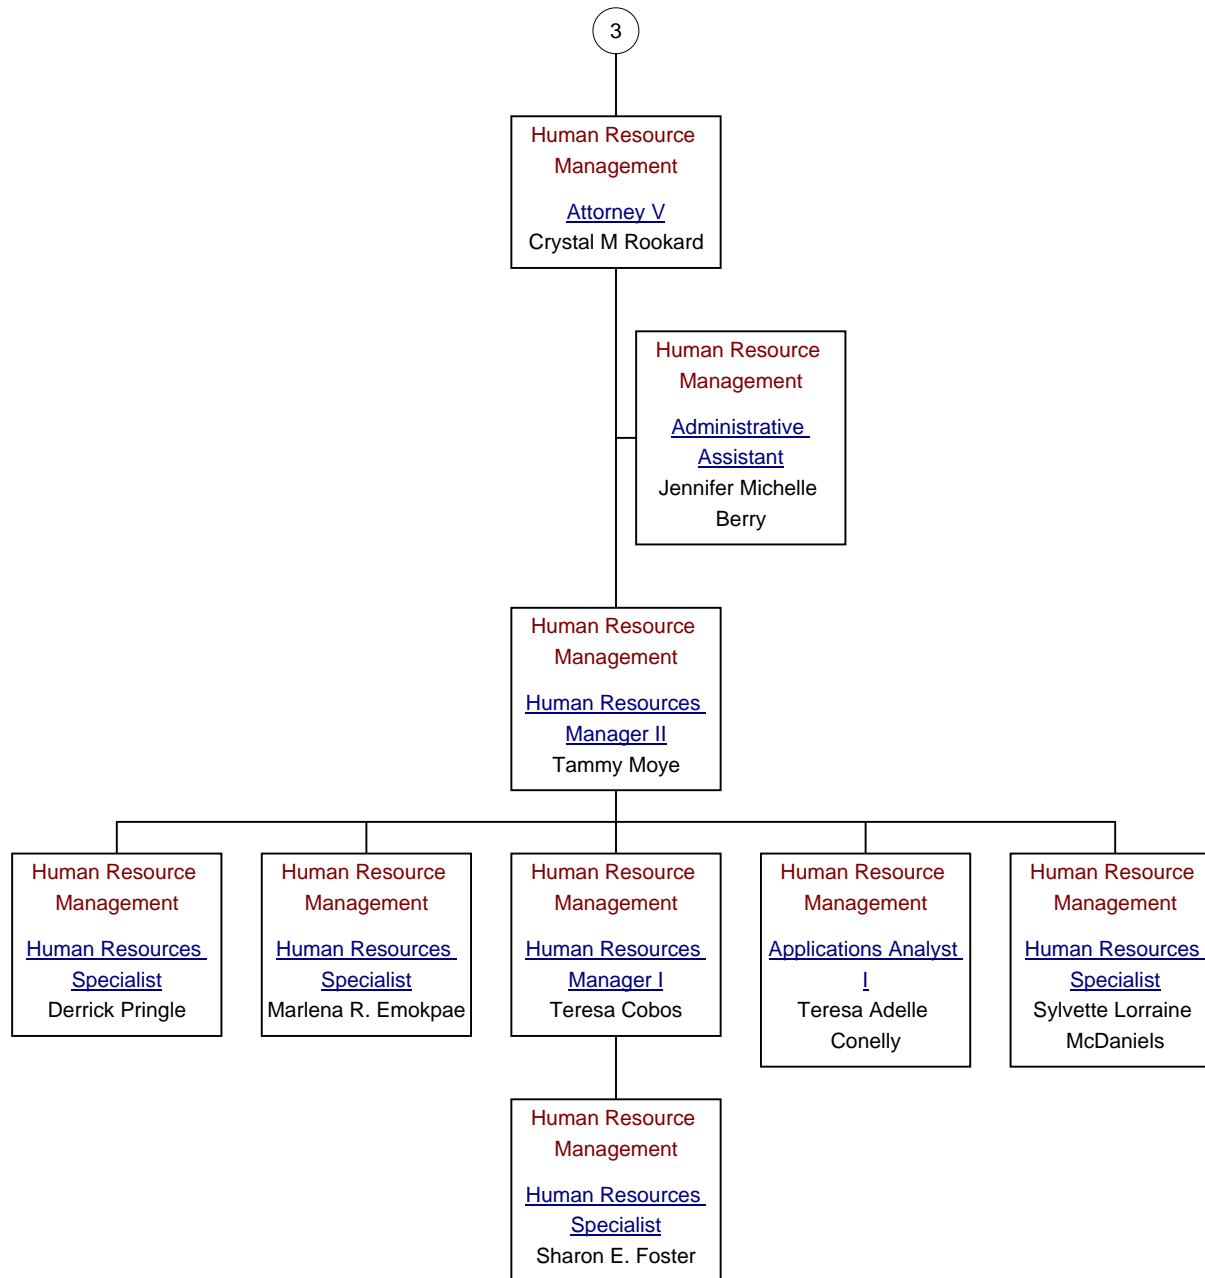 3
Human Resource
Management
Attorney V
Crystal M Rookard
Human Resource
Management
Administrative
Assistant
Jennifer Michelle
Berry
Human Resource
Management
Human Resources
Manager II
Tammy Moye
Human Resource
Management
Human Resources
Specialist
Derrick Pringle
Human Resource
Management
Human Resources
Specialist
Marlena R. Emokpae
Human Resource
Management
Human Resources
Manager I
Teresa Cobos
Human Resource
Management
Applications Analyst
I
Teresa Adelle
Conelly
Human Resource
Management
Human Resources
Specialist
Sylvette Lorraine
McDaniels
Human Resource
Management
Human Resources
Specialist
Sharon E. Foster